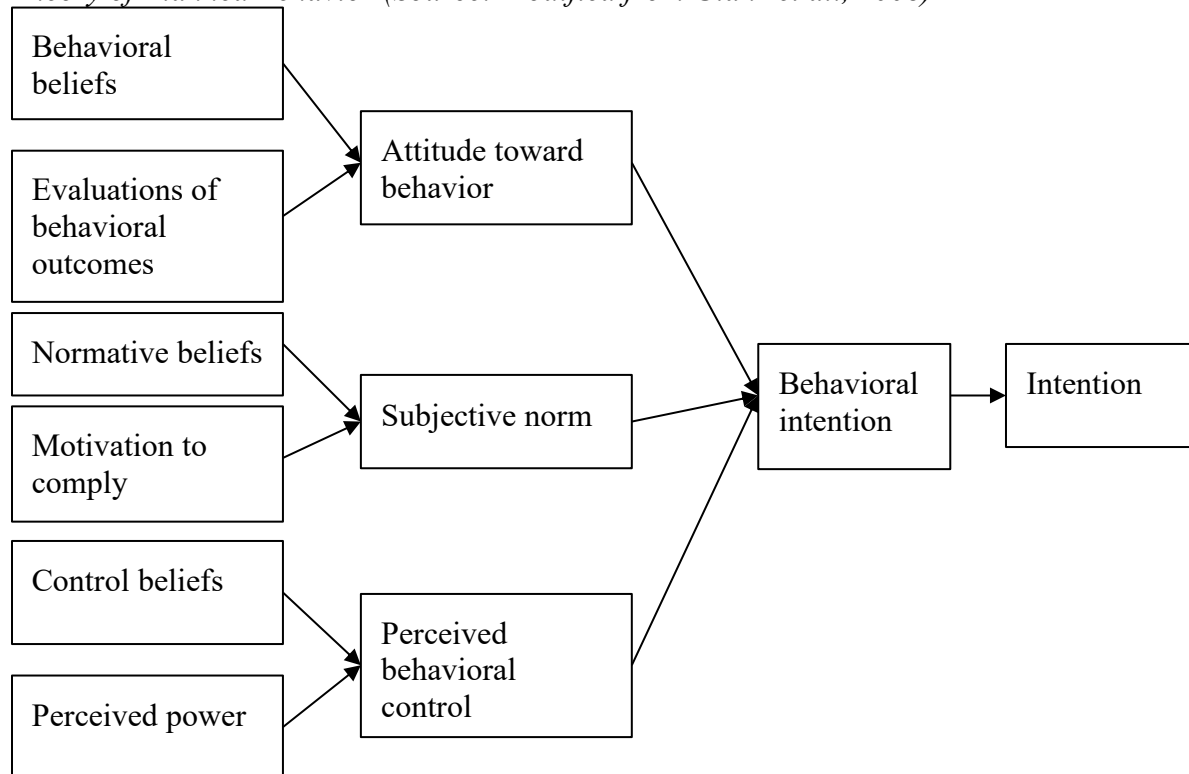 Behavioral
beliefs
Evaluations of
behavioral
outcomes
Normative beliefs
Motivation to
comply
Control beliefs
Perceived power
Attitude toward
behavior
Subjective norm
Perceived
behavioral
control
Behavioral
intention
Intention